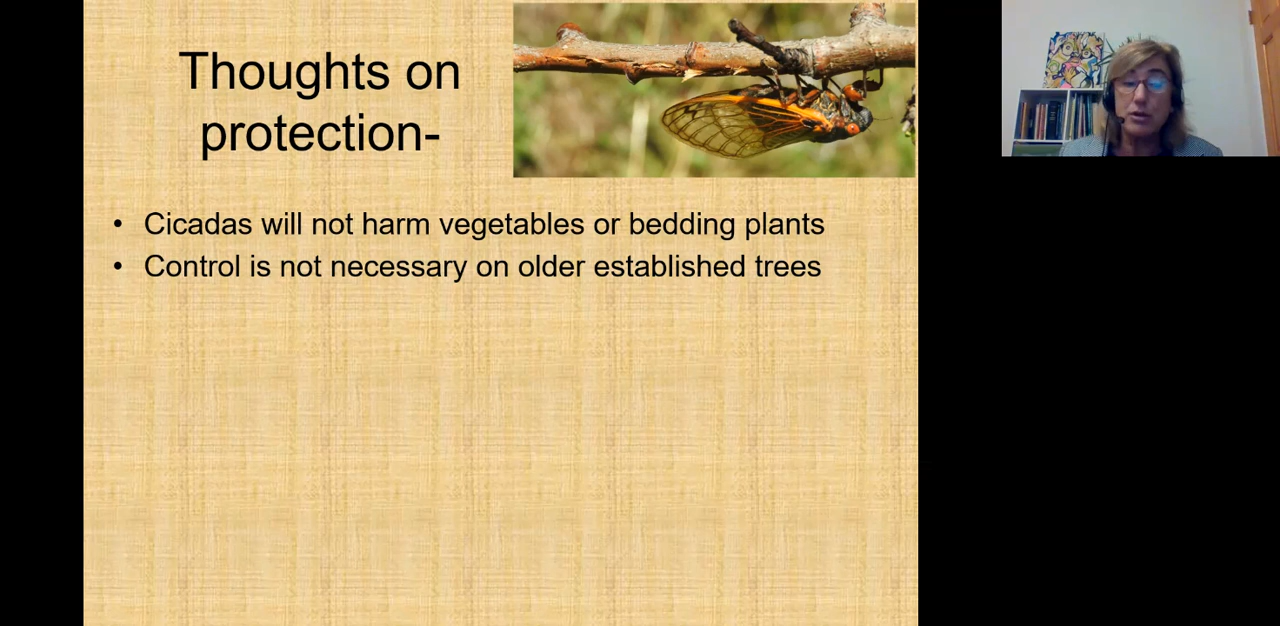 Thoughts on
protection-
• Cicadas will not harm vegetables or bedding plants
• Control is not necessary on older established trees